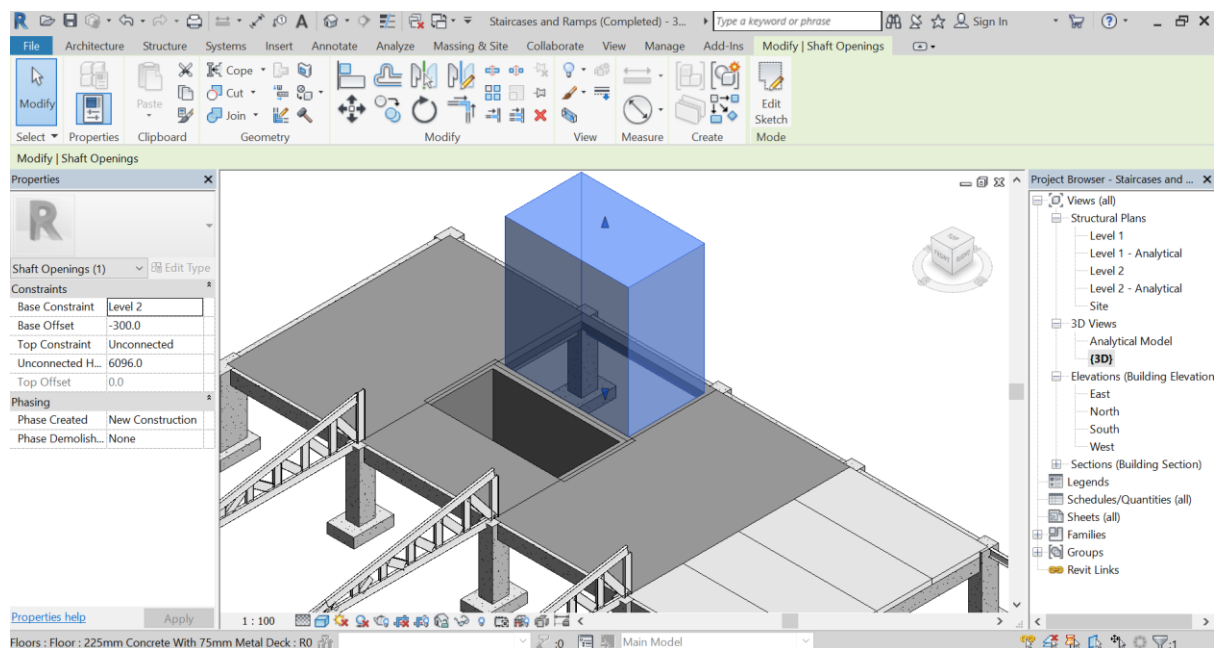 Staircases and Ramps (Completed) - 3... Type a keyword or phrase Sign In
File Architecture Structure Systems Insert Annotate Analyze Massing & Site Collaborate View Manage Add-Ins Modify | Shaft Openings
Modify Paste Cope Cut Join Edit Sketch
Select Properties Clipboard Geometry Modify View Measure Create Mode
Modify | Shaft Openings
Properties
Shaft Openings (1) Edit Type
Constraints
Base Constraint Level 2
Base Offset -300.0
Top Constraint Unconnected
Unconnected H... 6096.0
Top Offset 0.0
Phasing
Phase Created New Construction
Phase Demolish... None
Properties help Apply
TOP FRONT RIGHT
1 : 100
Project Browser - Staircases and ...
Views (all)
Structural Plans
Level 1
Level 1 - Analytical
Level 2
Level 2 - Analytical
Site
3D Views
Analytical Model
{3D}
Elevations (Building Elevation
East
North
South
West
Sections (Building Section)
Legends
Schedules/Quantities (all)
Sheets (all)
Families
Groups
Revit Links
Floors : Floor : 225mm Concrete With 75mm Metal Deck : R0 :0 Main Model :1